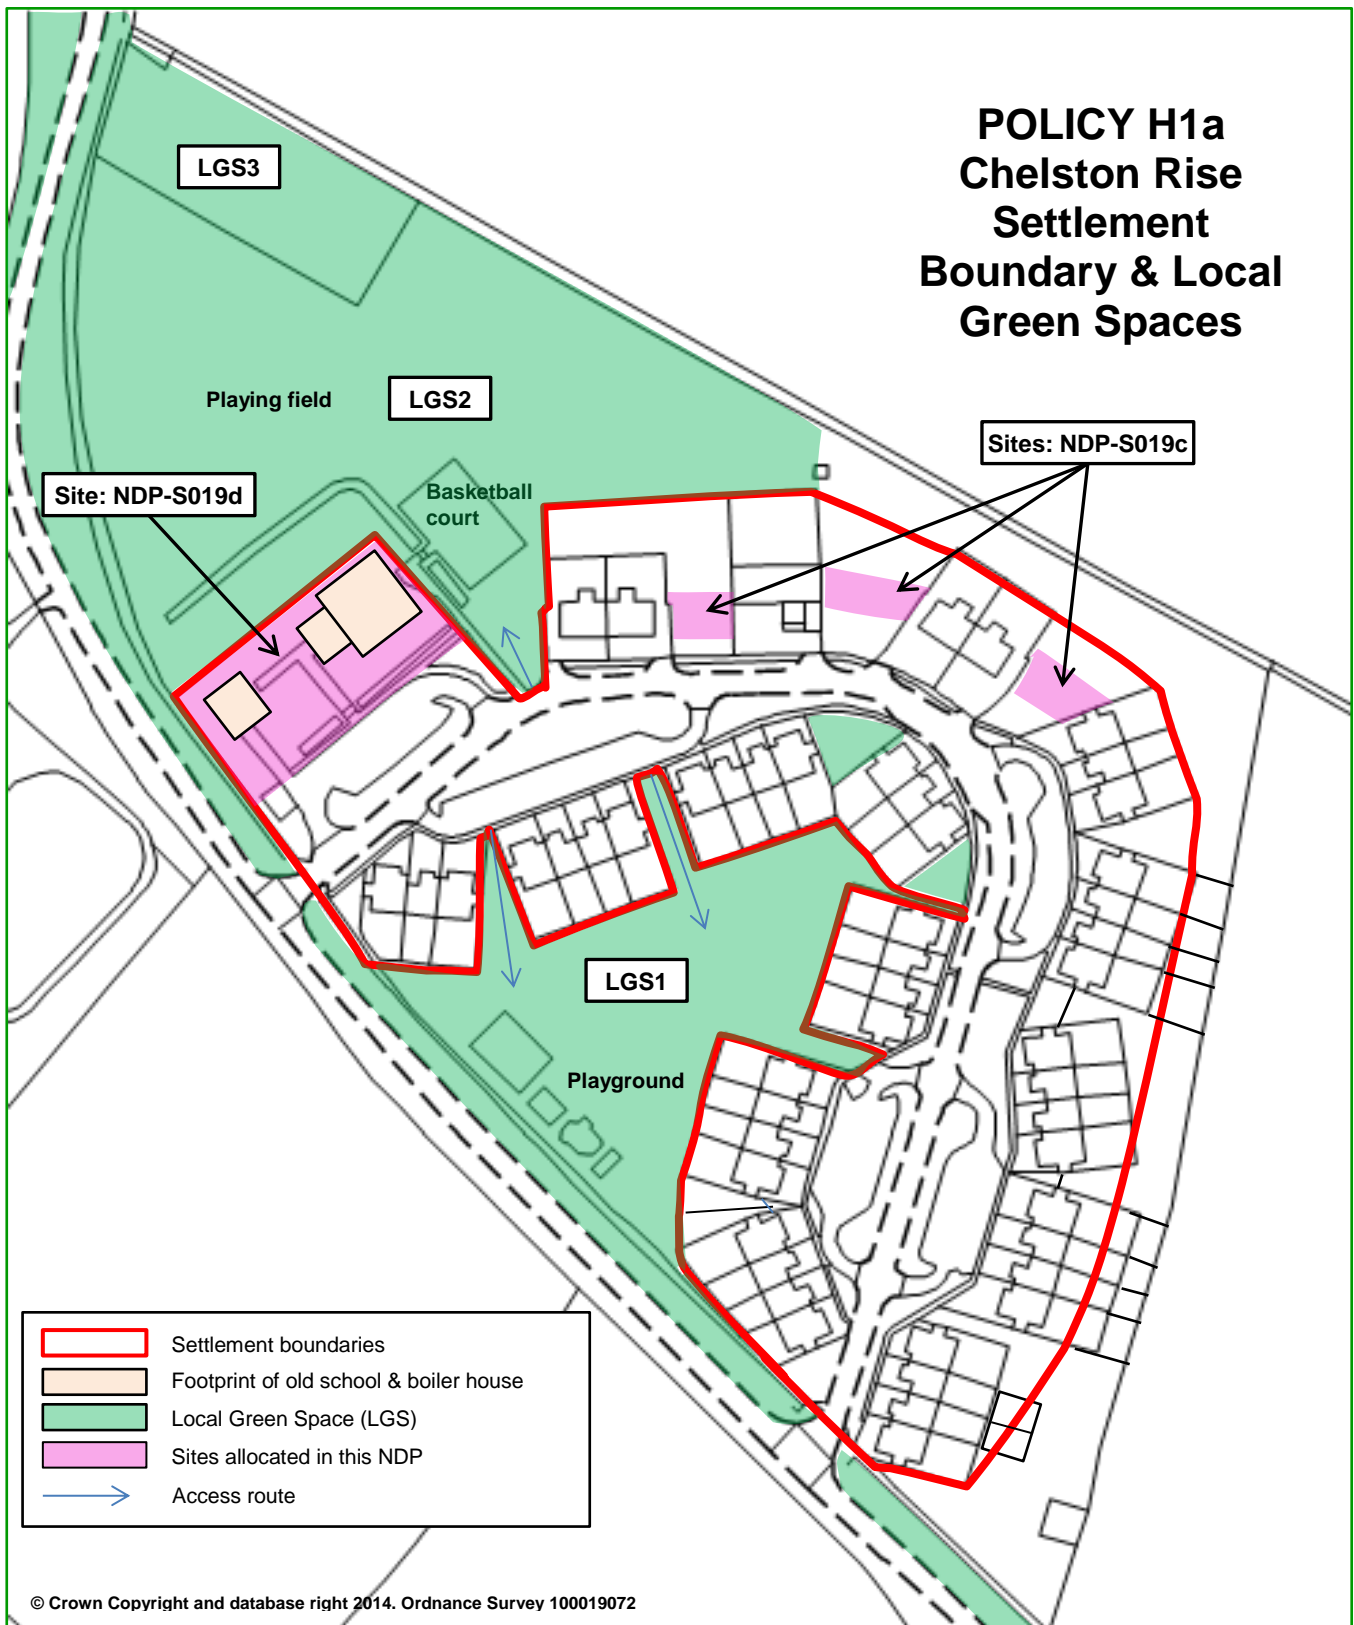 POLICY H1a
Chelston Rise
Settlement
Boundary & Local
Green Spaces
LGS3
Playing field
LGS2
Sites: NDP-S019c
Site: NDP-S019d
Basketball
court
LGS1
Playground
Settlement boundaries
Footprint of old school & boiler house
Local Green Space (LGS)
Sites allocated in this NDP
Access route
© Crown Copyright and database right 2014. Ordnance Survey 100019072